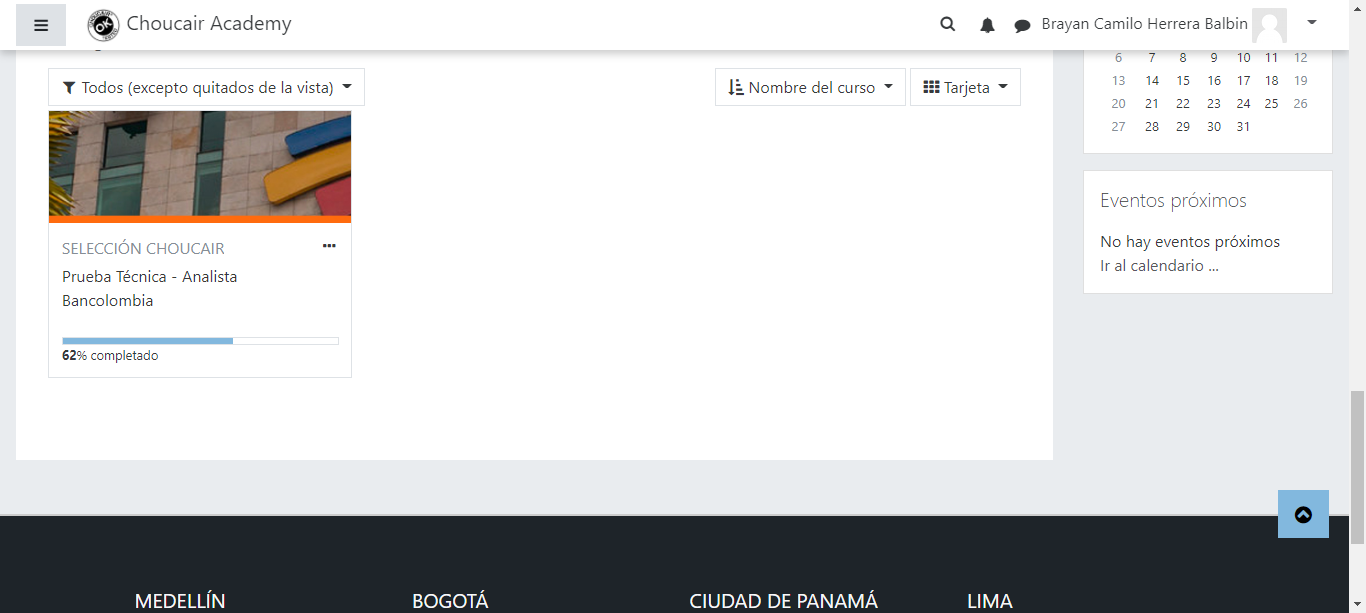 Choucair Academy
Brayan Camilo Herrera Balbin
Todos (excepto quitados de la vista)
Nombre del curso
Tarjeta
SELECCIÓN CHOUCAIR
Prueba Técnica - Analista
Bancolombia
62% completado
6 7 8 9 10 11 12
13 14 15 16 17 18 19
20 21 22 23 24 25 26
27 28 29 30 31
Eventos próximos
No hay eventos próximos
Ir al calendario ...
MEDELLÍN
BOGOTÁ
CIUDAD DE PANAMÁ
LIMA